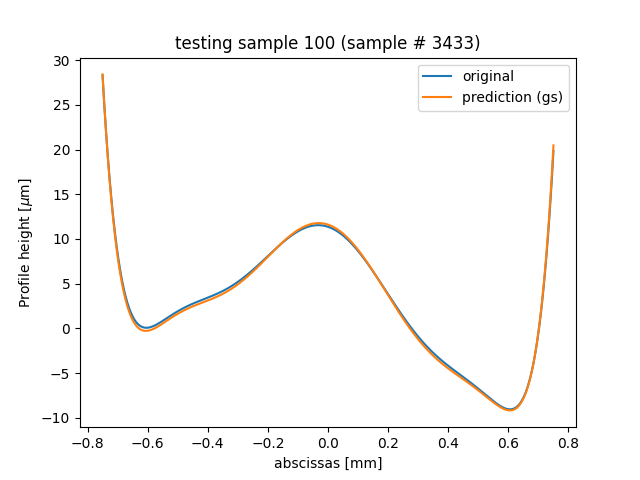 testing sample 100 (sample # 3433)
original
prediction (gs)
Profile height [μm]
30
25
20
15
10
5
0
−5
−10
−0.8 −0.6 −0.4 −0.2 0.0 0.2 0.4 0.6 0.8
abscissas [mm]